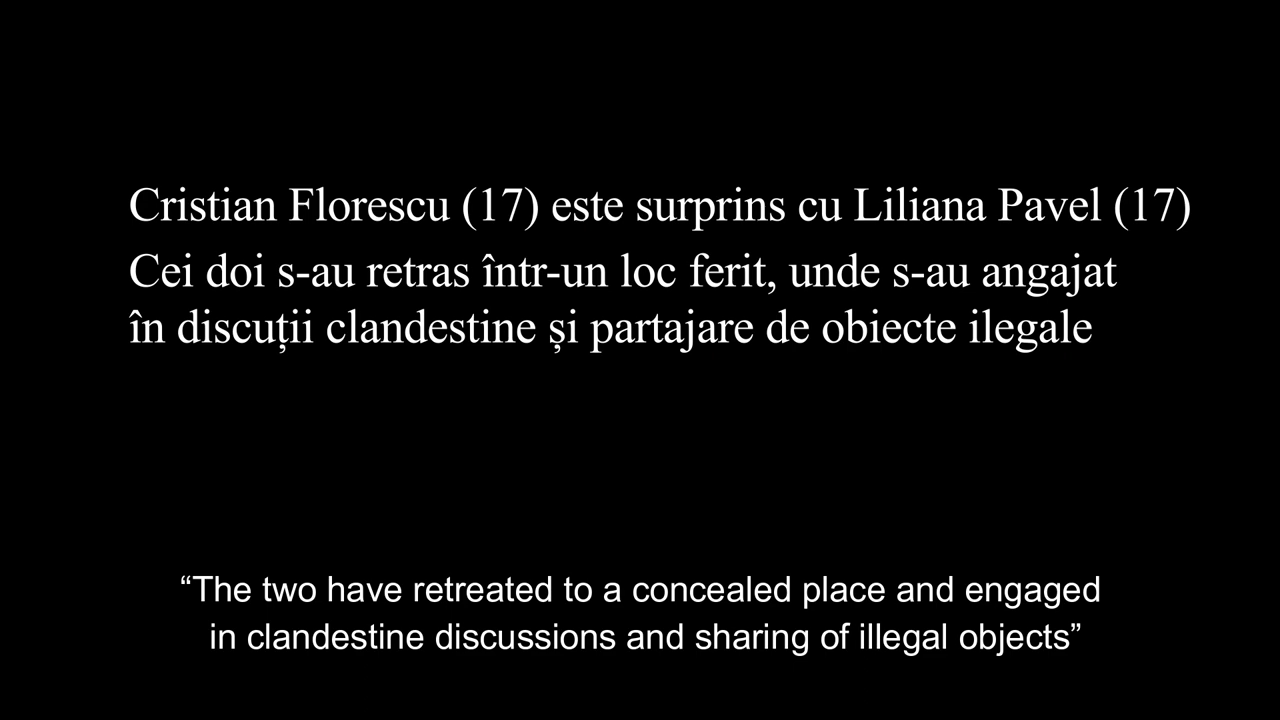 Cristian Florescu (17) este surprins cu Liliana Pavel (17)
Cei doi s-au retras într-un loc ferit, unde s-au angajat
în discuții clandestine și partajare de obiecte ilegale
“The two have retreated to a concealed place and engaged
in clandestine discussions and sharing of illegal objects”